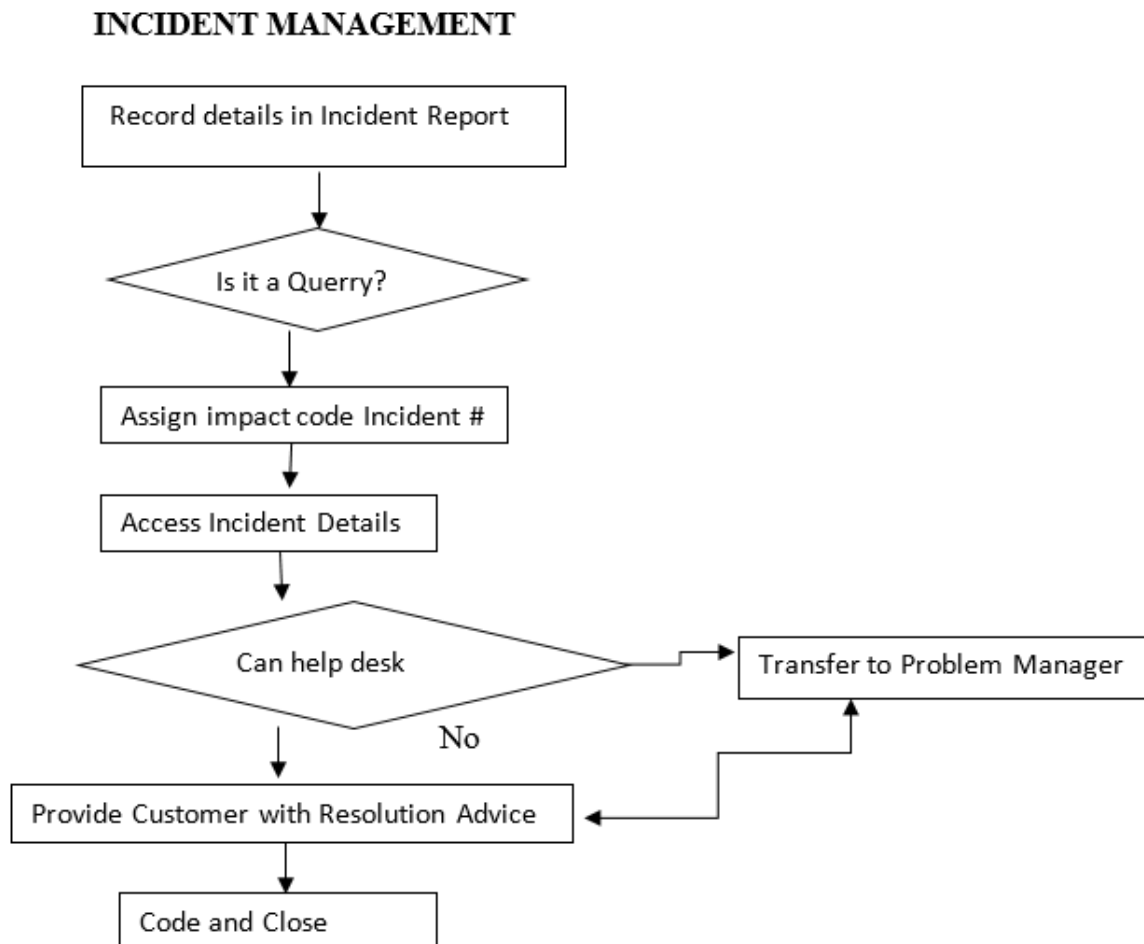 INCIDENT MANAGEMENT
Record details in Incident Report
Is it a Querry?
Assign impact code Incident #
Access Incident Details
Can help desk
Transfer to Problem Manager
No
Provide Customer with Resolution Advice
Code and Close